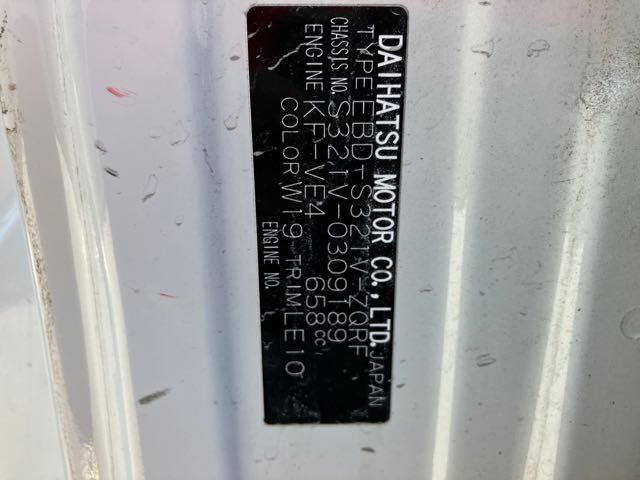 DAIHATSU MOTOR CO.,LTD. JAPAN
TYPE EBD-S321V-ZQRF
CHASSIS NO. S321V-0309189
ENGINE KF-VE4 658cc
COLOR W19 TRIM LE10
ENGINE NO.